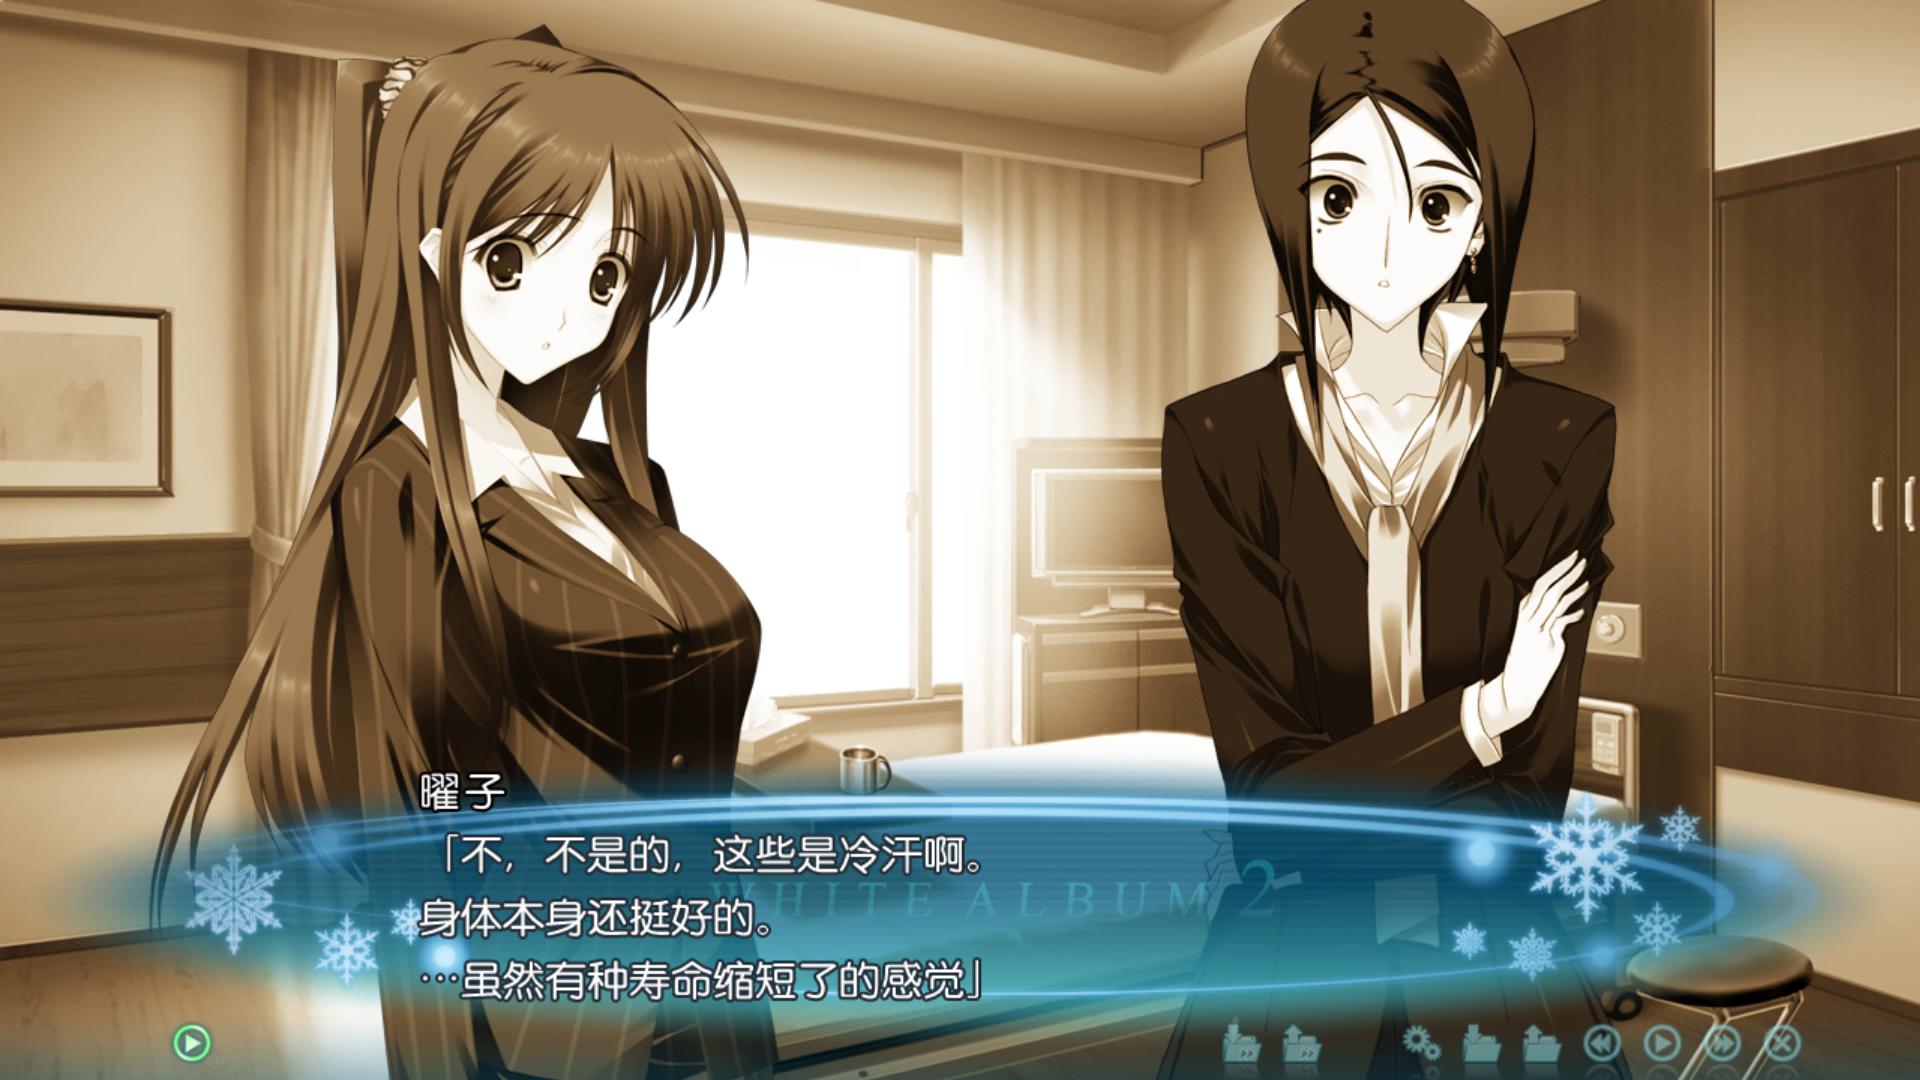 曜子
「不，不是的，这些是冷汗啊。
身体本身还挺好的。
…虽然有种寿命缩短了的感觉」
WHITE ALBUM 2